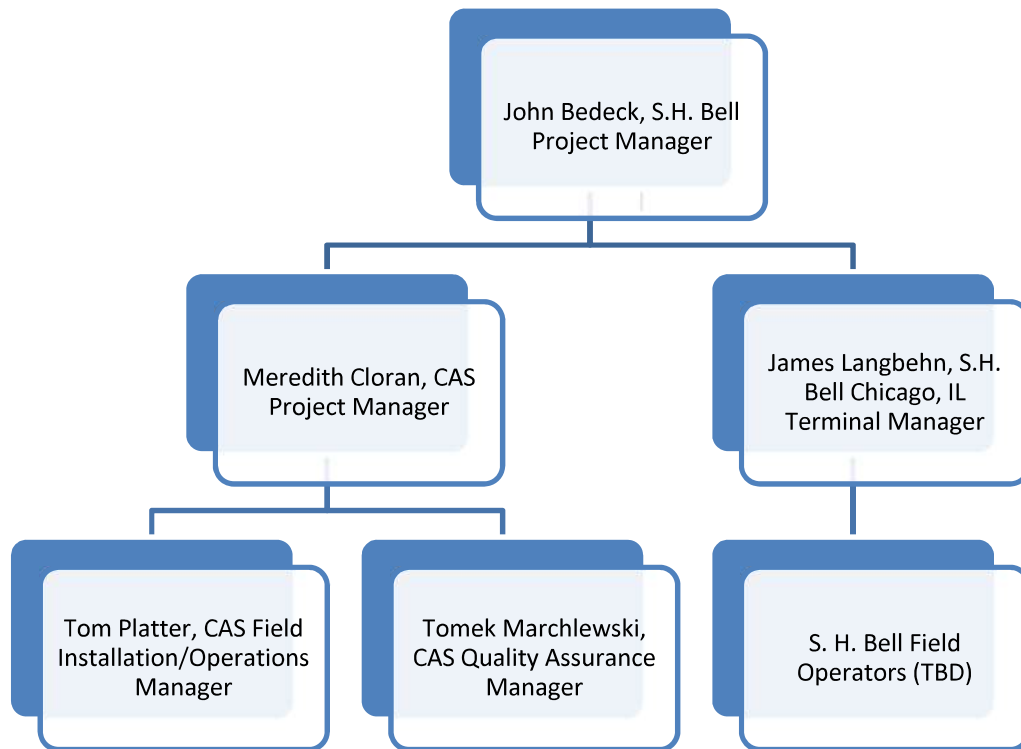 John Bedeck, S.H. Bell
Project Manager
Meredith Cloran, CAS
Project Manager
James Langbehn, S.H.
Bell Chicago, IL
Terminal Manager
Tom Platter, CAS Field
Installation/Operations
Manager
Tomek Marchlewski,
CAS Quality Assurance
Manager
S. H. Bell Field
Operators (TBD)